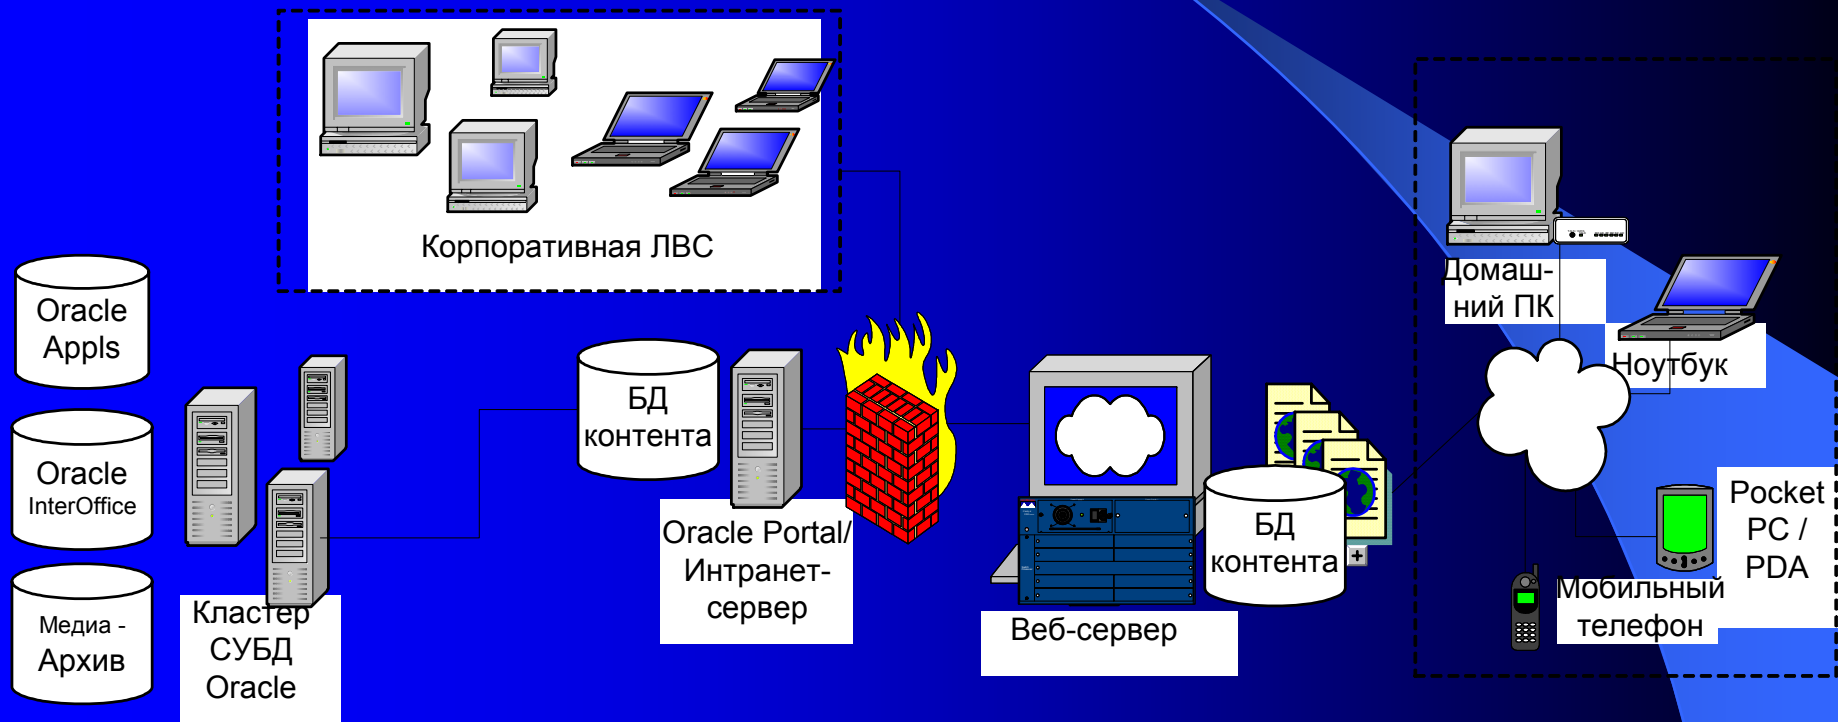 Корпоративная ЛВС
Oracle
Appls
Oracle
InterOffice
Медиа -
Архив
Кластер
СУБД
Oracle
БД
контента
Oracle Portal/
Интранет-
сервер
Веб-сервер
БД
контента
Домаш-
ний ПК
Ноутбук
Pocket
PC /
PDA
Мобильный
телефон